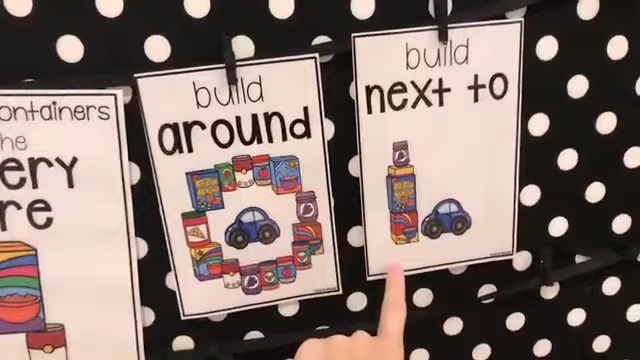 ontainers
he
ery
re
build
around
build
next to